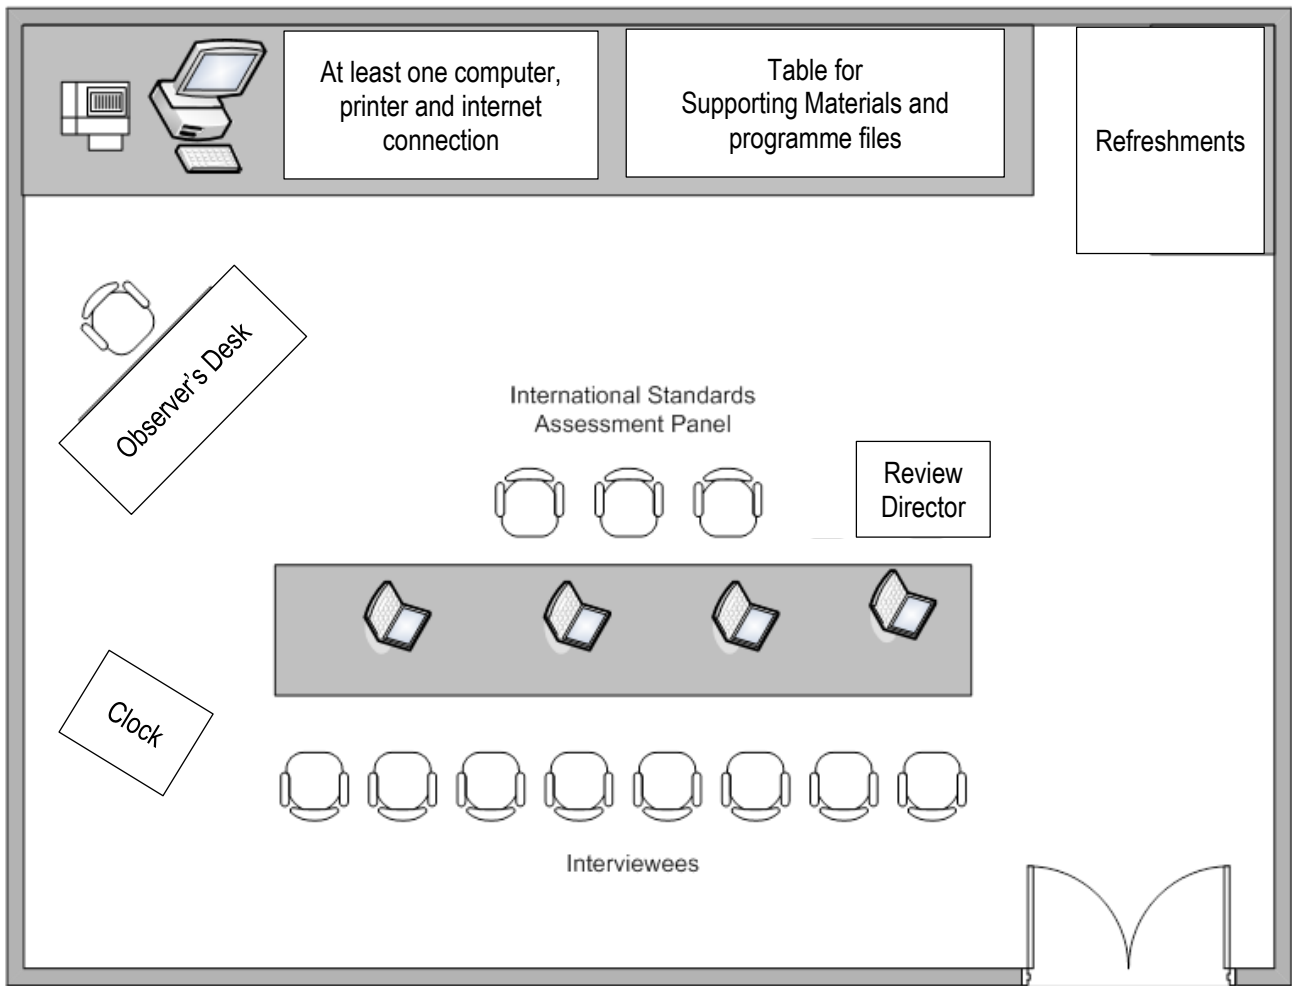 At least one computer,
printer and internet
connection
Table for
Supporting Materials and
programme files
Refreshments
Observer's Desk
International Standards
Assessment Panel
Review
Director
Clock
Interviewees